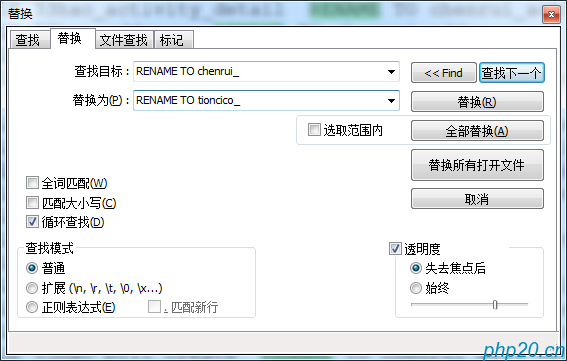 替换
查找 替换 文件查找 标记
查找目标： RENAME TO chenrui_ << Find 查找下一个
替换为(P)： RENAME TO tioncico_ 替换(R)
选取范围内 全部替换(A)
替换所有打开文件
全词匹配(W) 取消
匹配大小写(C)
循环查找(D)
查找模式 透明度
普通 失去焦点后
扩展 (\n, \r, \t, \0, \x...) 始终
正则表达式(E) . 匹配新行
php20.cn